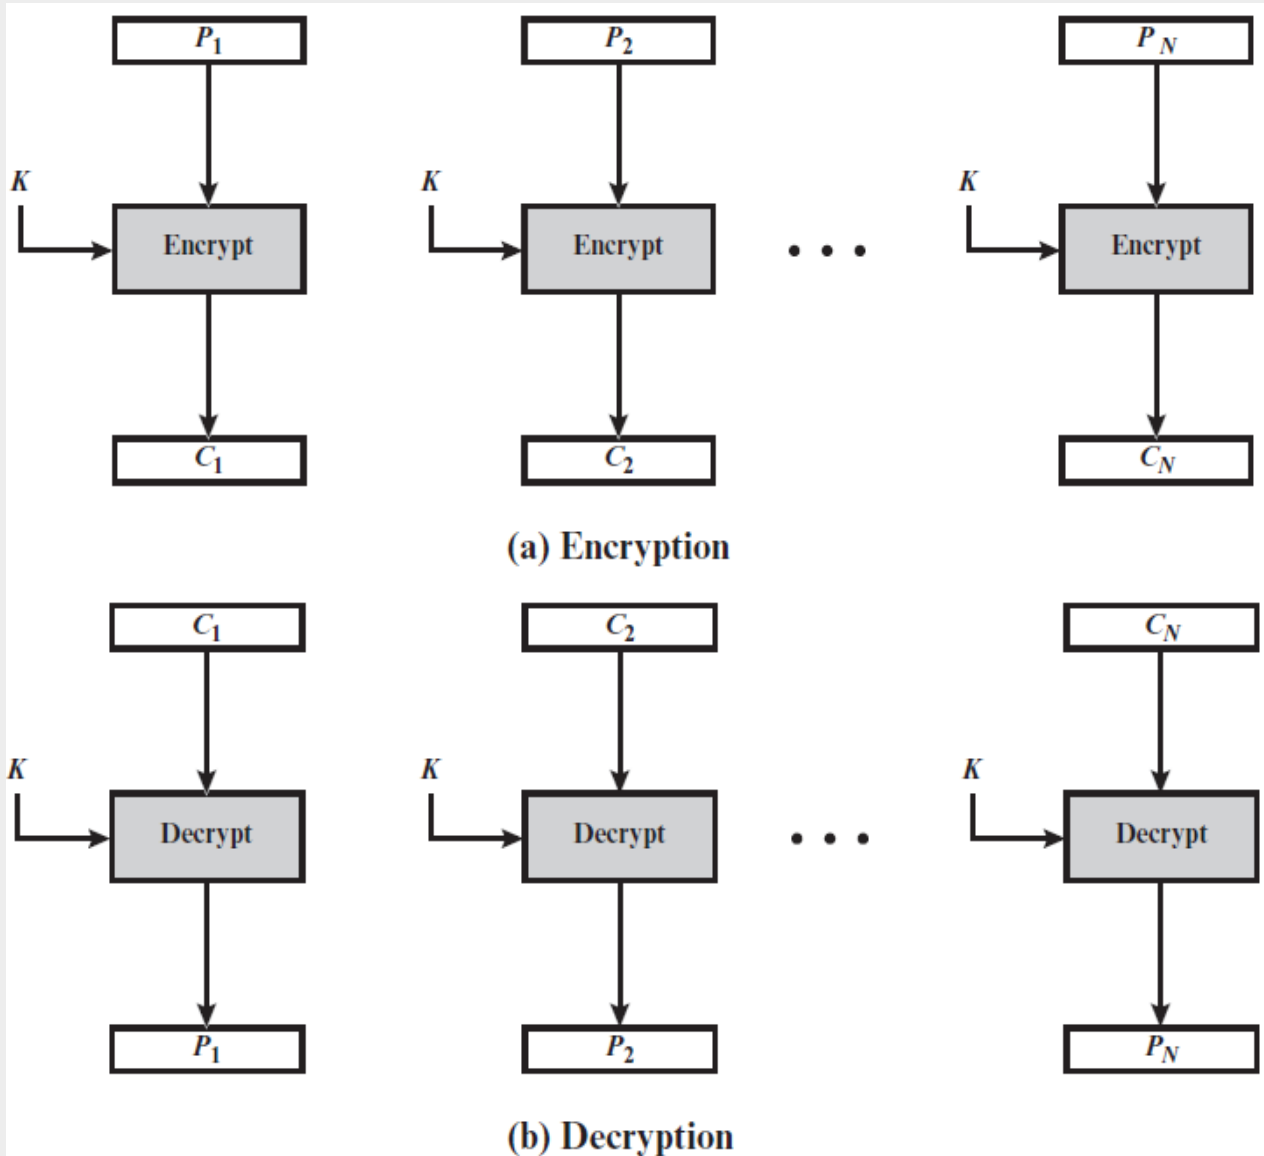 P1 P2 PN
K K K
Encrypt Encrypt • • • Encrypt
C1 C2 CN
(a) Encryption
C1 C2 CN
K K K
Decrypt Decrypt • • • Decrypt
P1 P2 PN
(b) Decryption